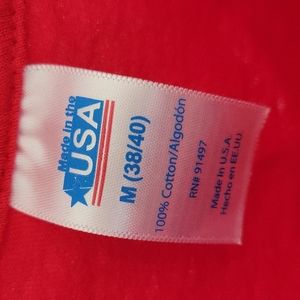 Made in the
USA
M (38/40)
100% Cotton/Algodón
RN# 91497
Made In U.S.A.
Hecho en EE.UU